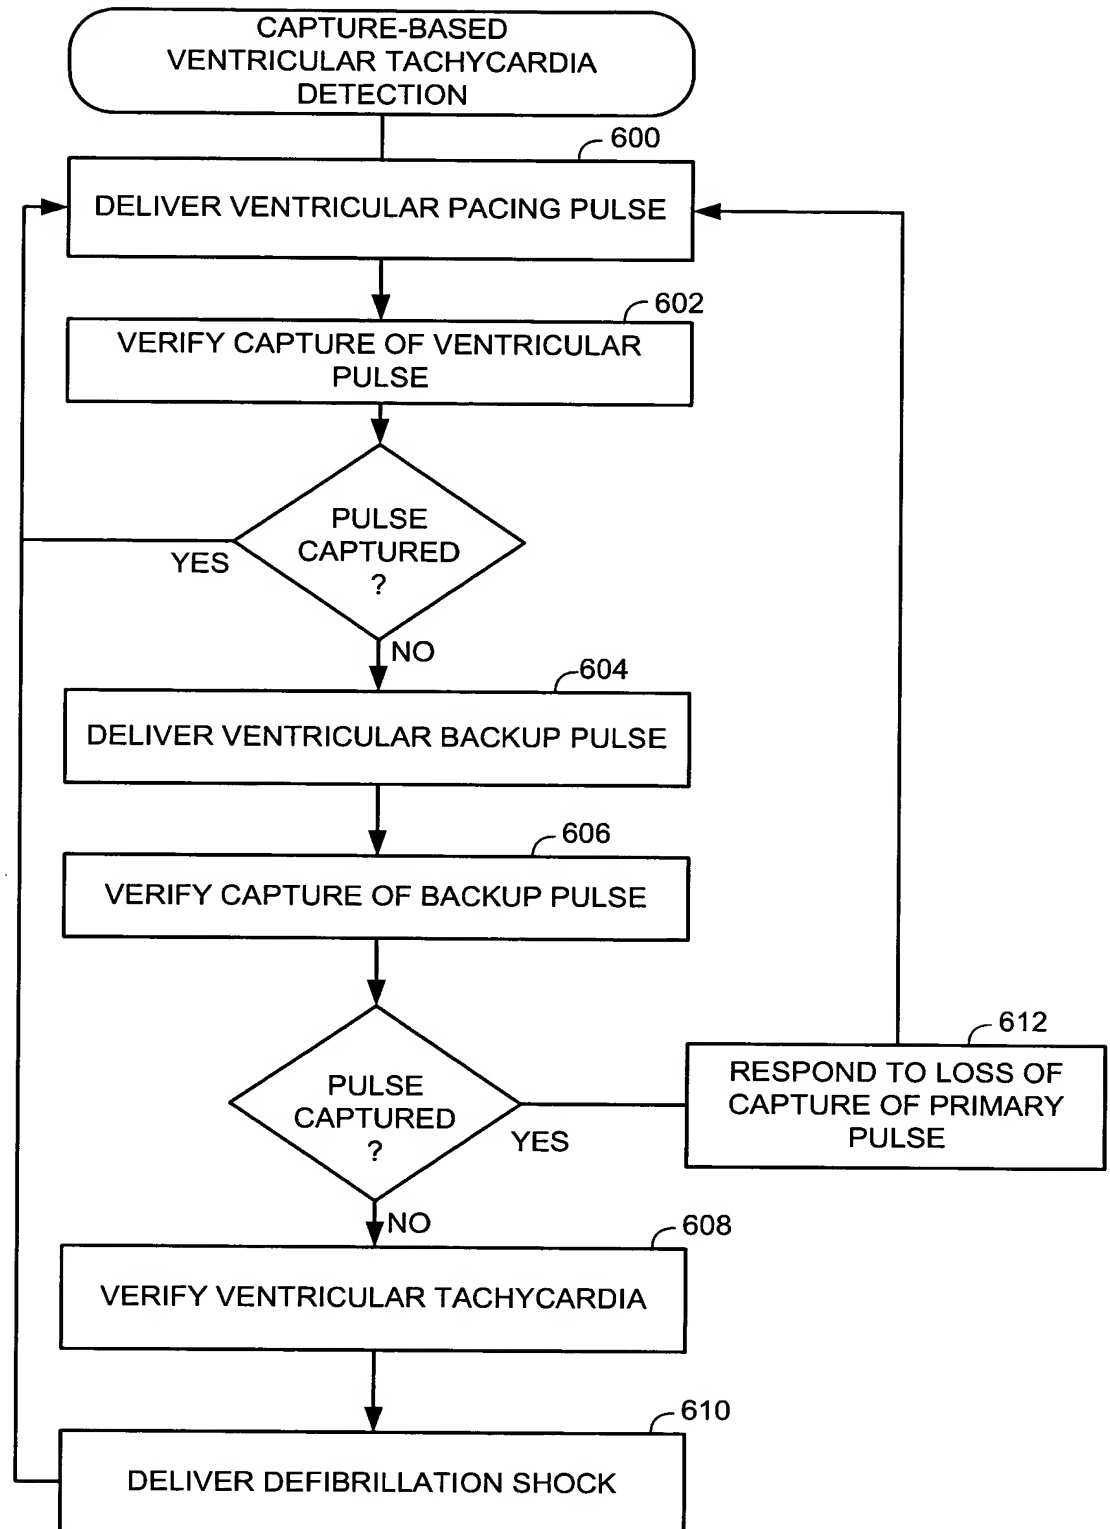 CAPTURE-BASED
VENTRICULAR TACHYCARDIA
DETECTION
600
DELIVER VENTRICULAR PACING PULSE
602
VERIFY CAPTURE OF VENTRICULAR
PULSE
PULSE
CAPTURED
?
YES
NO
604
DELIVER VENTRICULAR BACKUP PULSE
606
VERIFY CAPTURE OF BACKUP PULSE
PULSE
CAPTURED
?
YES
612
RESPOND TO LOSS OF
CAPTURE OF PRIMARY
PULSE
NO
608
VERIFY VENTRICULAR TACHYCARDIA
610
DELIVER DEFIBRILLATION SHOCK